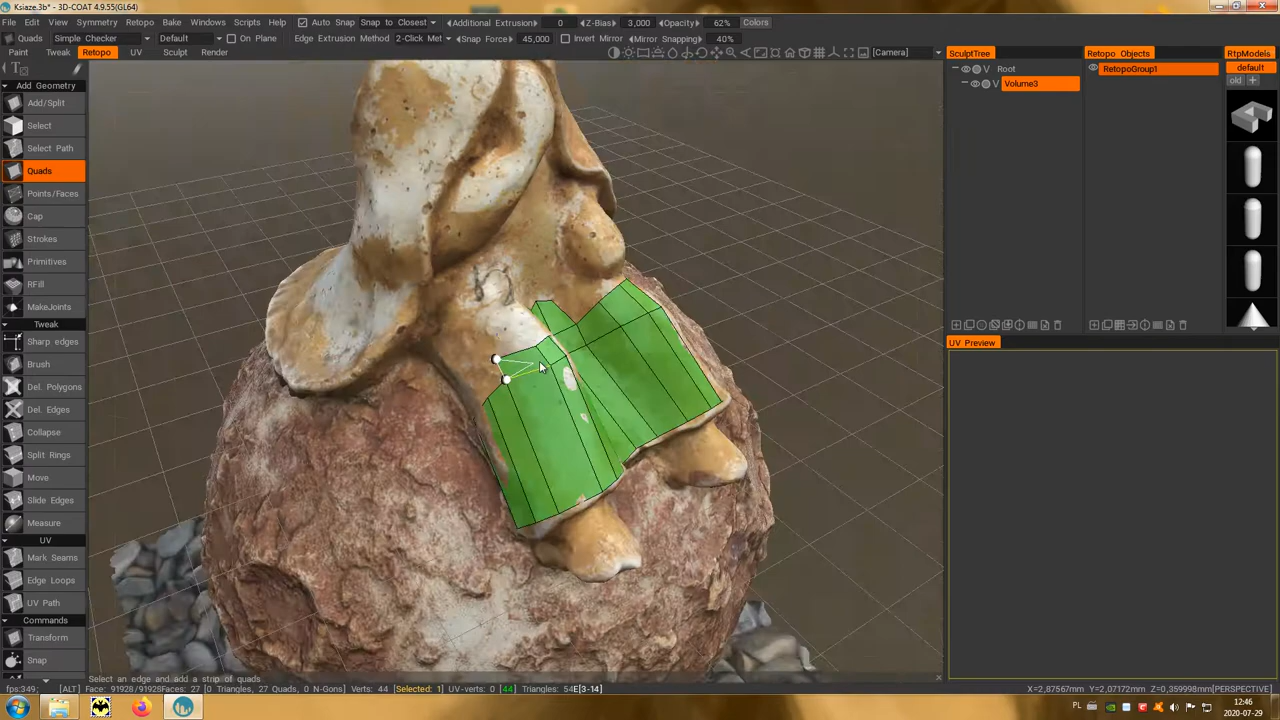 Ksiaze.3b* - 3D-COAT 4.9.55(GL64)
File Edit View Symmetry Retopo Bake Windows Scripts Help Auto Snap Snap to Closest Additional Extrusion 0 Z-Bias 3,000 Opacity 62% Colors
Quads Simple Checker Default On Plane Edge Extrusion Method 2-Click Met Snap Force 45,000 Insert Mirror Mirror Snapping 40%
Paint Tweak Retopo UV Sculpt Render [Camera] SculptTree Retopo Objects RtpModels
Root RetopoGroup1 default
Volume3 old
Add Geometry
Add/Split
Select
Select Path
Quads
Points/Faces
Cap
Strokes
Primitives
RFill
MakeJoints
Tweak
Sharp edges
Brush
UV Preview
Del. Polygons
Del. Edges
Collapse
Split Rings
Move
Slide Edges
Measure
UV
Mark Seams
Edge Loops
UV Path
Commands
Transform
Snap
Select an edge and add a strip of quads
fps:349; [ALT] Face: 91928/91928Faces: 27 [0 Triangles, 27 Quads, 0 N-Gons] Verts: 44 [Selected: 1] UV-verts: 0 [44] Triangles: 54E[3-14] X=2,87567mm Y=2,07172mm Z=0,359998mm[PERSPECTIVE]
PL 12:46
2020-07-29